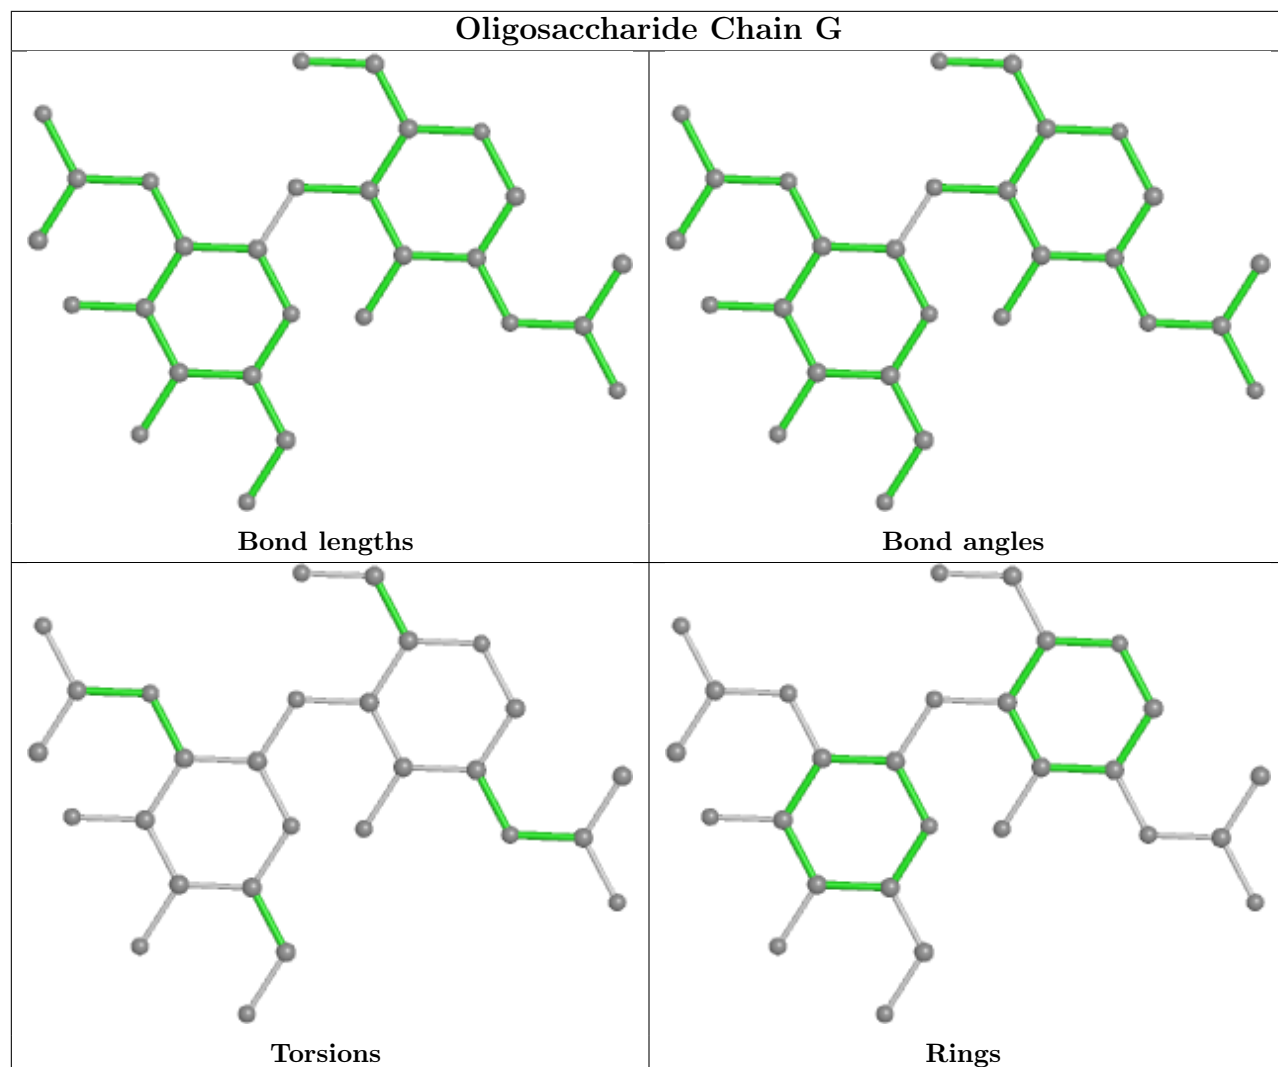 Oligosaccharide Chain G
Bond lengths
Bond angles
Torsions
Rings